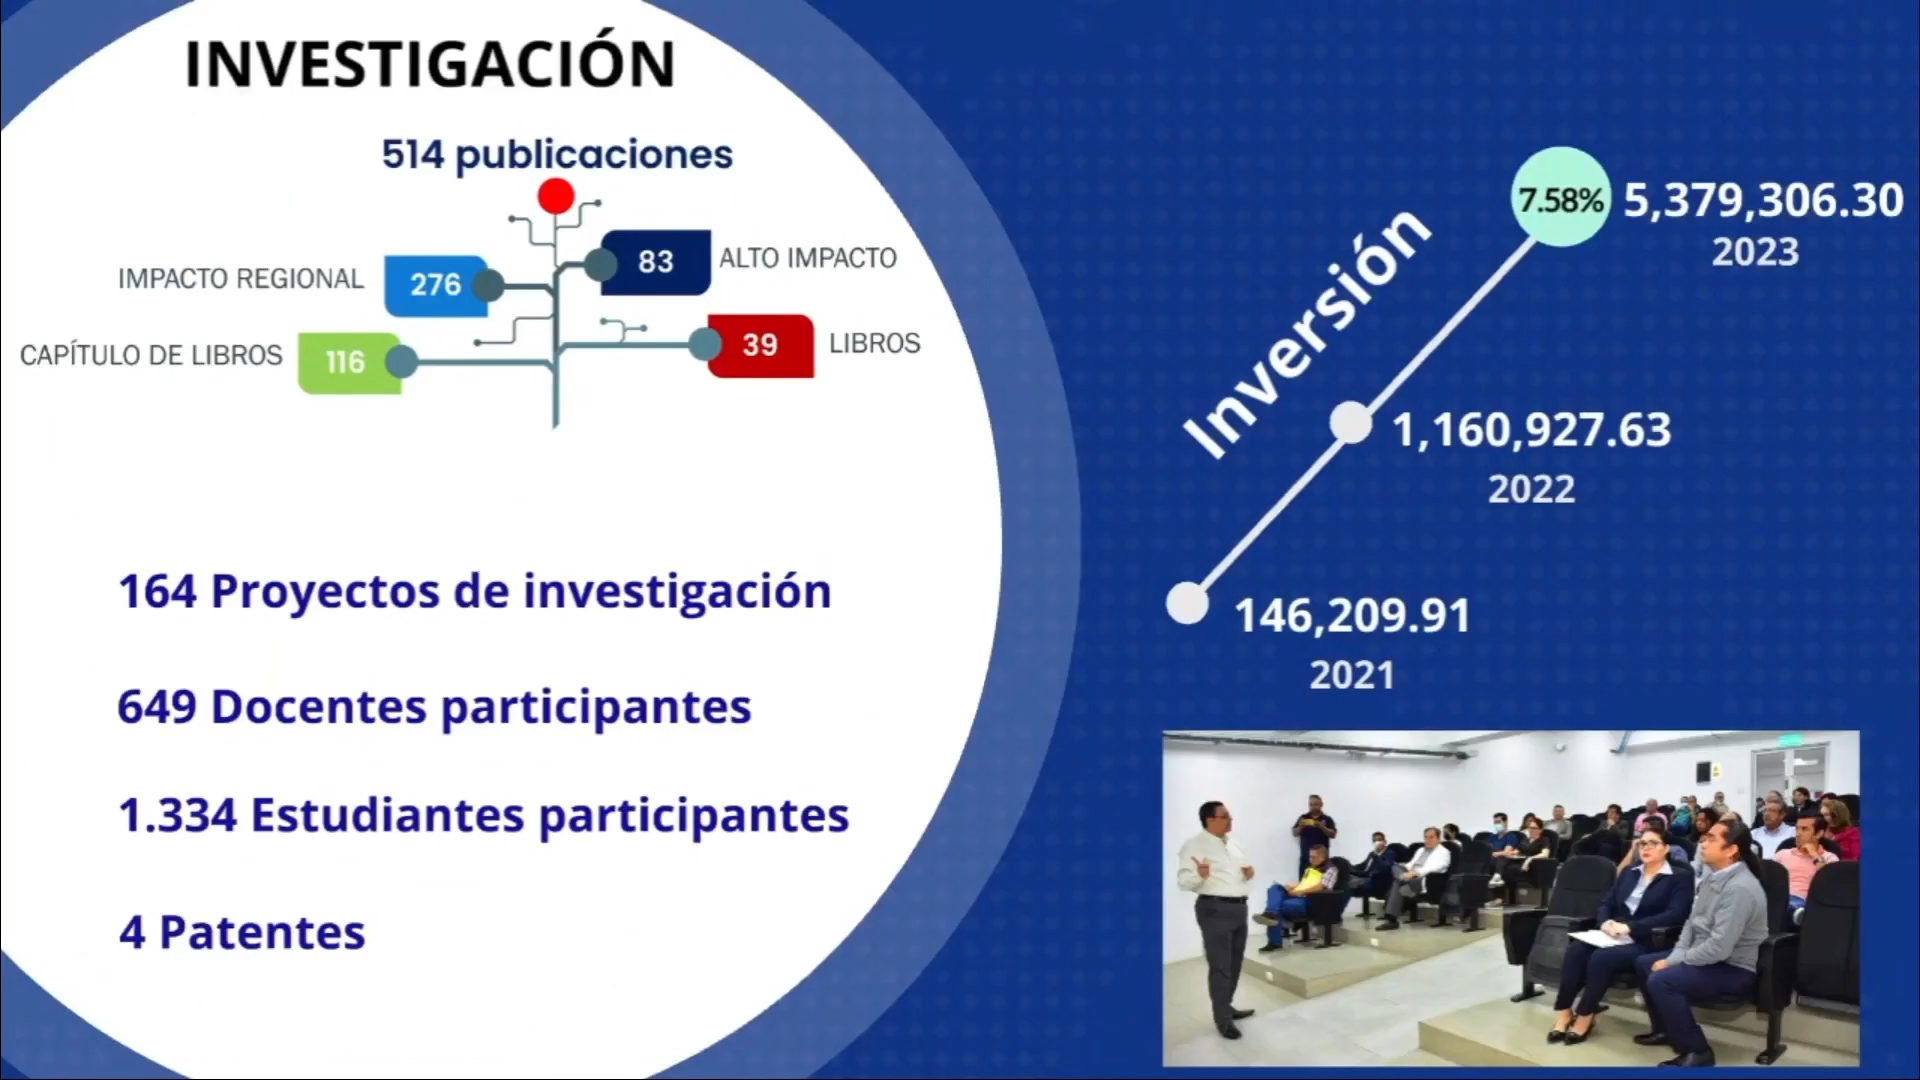 INVESTIGACIÓN
514 publicaciones
IMPACTO REGIONAL
276
83
ALTO IMPACTO
CAPÍTULO DE LIBROS
116
39
LIBROS
164 Proyectos de investigación
649 Docentes participantes
1.334 Estudiantes participantes
4 Patentes
Inversión
7.58%
5,379,306.30
2023
1,160,927.63
2022
146,209.91
2021